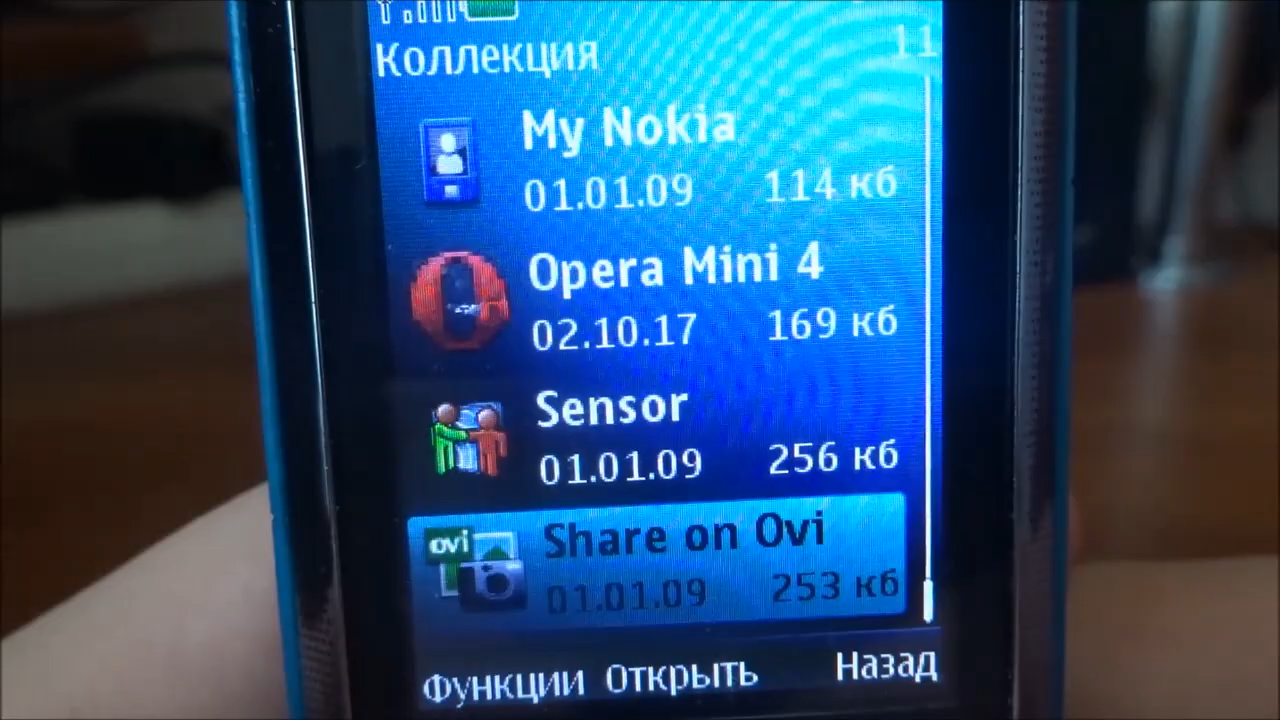 Коллекция 11
My Nokia
01.01.09 114 кб
Opera Mini 4
02.10.17 169 кб
Sensor
01.01.09 256 кб
ovi Share on Ovi
01.01.09 253 кб
Функции Открыть Назад